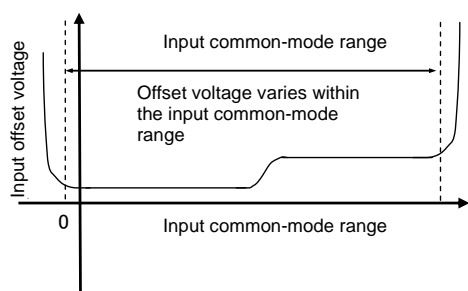 Input common-mode range
Offset voltage varies within
the input common-mode
range
Input offset voltage
0
Input common-mode range